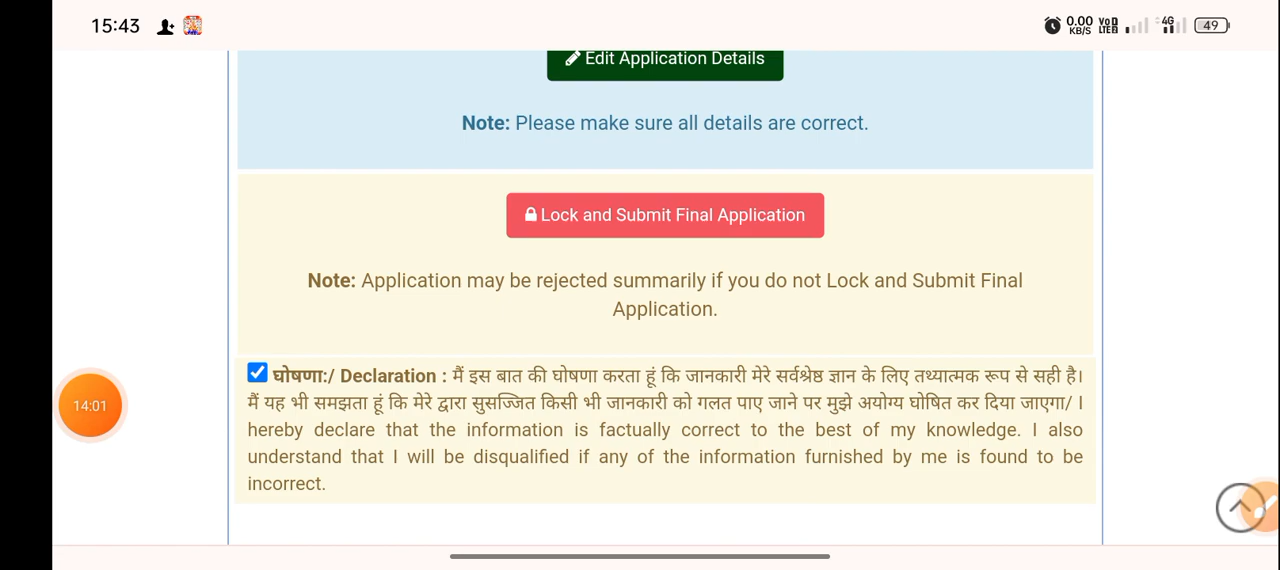 15:43
0.00
KB/S
VoD
LTED
4G
49
Edit Application Details
Note: Please make sure all details are correct.
Lock and Submit Final Application
Note: Application may be rejected summarily if you do not Lock and Submit Final
Application.
घोषणा:/ Declaration : मैं इस बात की घोषणा करता हूं कि जानकारी मेरे सर्वश्रेष्ठ ज्ञान के लिए तथ्यात्मक रूप से सही है।
मैं यह भी समझता हूं कि मेरे द्वारा सुसज्जित किसी भी जानकारी को गलत पाए जाने पर मुझे अयोग्य घोषित कर दिया जाएगा/ I
hereby declare that the information is factually correct to the best of my knowledge. I also
understand that I will be disqualified if any of the information furnished by me is found to be
incorrect.
14:01